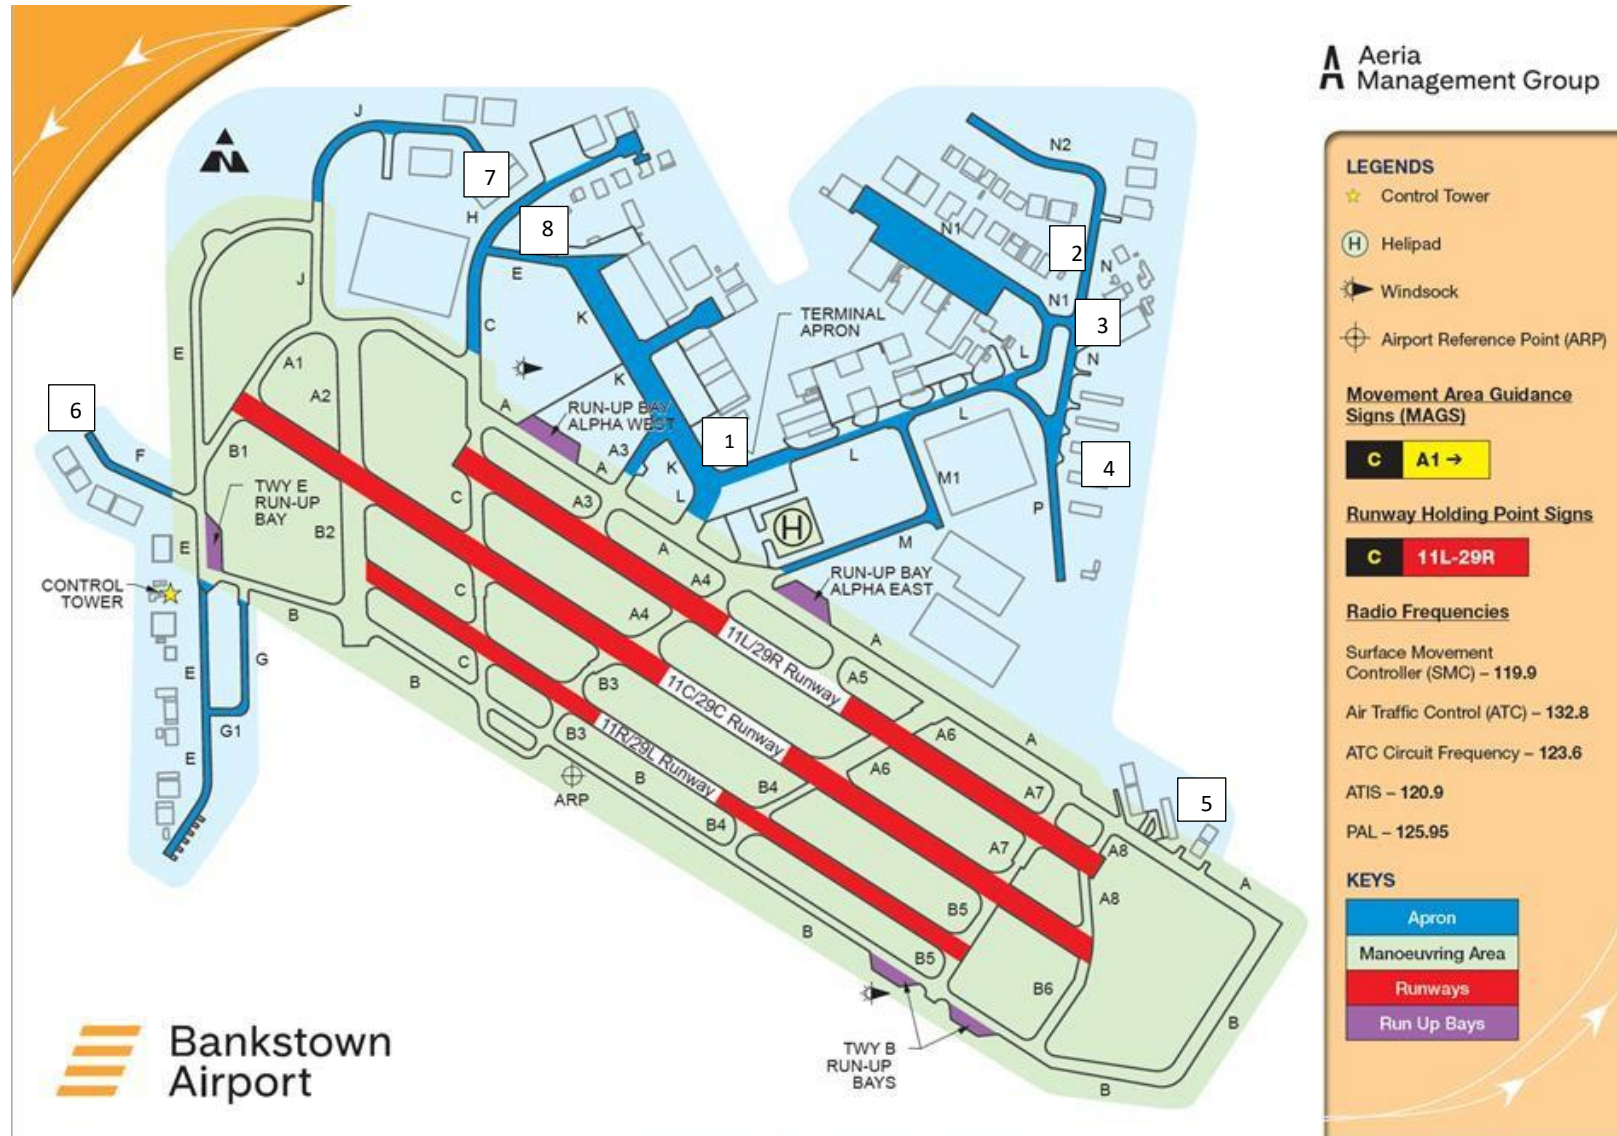 Aeria
Management Group
LEGENDS
Control Tower
H
Helipad
Windsock
Airport Reference Point (ARP)
Movement Area Guidance
Signs (MAGS)
C A1 →
Runway Holding Point Signs
C 11L-29R
Radio Frequencies
Surface Movement
Controller (SMC) – 119.9
Air Traffic Control (ATC) – 132.8
ATC Circuit Frequency – 123.6
ATIS – 120.9
PAL – 125.95
KEYS
Apron
Manoeuvring Area
Runways
Run Up Bays
N
J
7
H
8
E
K
C
J
E
A1
A2
6
F
B1
TWY E
RUN-UP
BAY
B2
E
CONTROL
TOWER
B
G
E
G1
E
B
K
A
RUN-UP BAY
ALPHA WEST
A3
A
K
L
A3
C
A
A4
A4
C
C
1
TERMINAL
APRON
N2
N1
2
N
N1
3
N
L
L
L
4
M1
P
M
H
RUN-UP BAY
ALPHA EAST
A
11L/29R Runway
A5
11C/29C Runway
B3
11R/29L Runway
B3
B
ARP
B4
B4
A6
A6
A
A7
A7
5
A8
A8
A
B5
B5
B
B6
B
B
TWY B
RUN-UP
BAYS
Bankstown
Airport